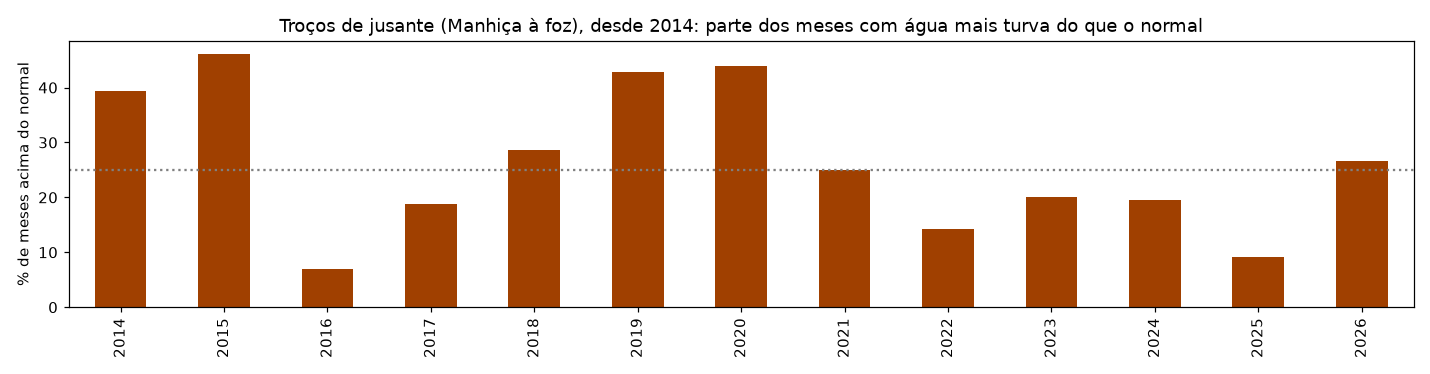 Troços de jusante (Manhiça à foz), desde 2014: parte dos meses com água mais turva do que o normal
% de meses acima do normal
40
30
20
10
0
2014 2015 2016 2017 2018 2019 2020 2021 2022 2023 2024 2025 2026